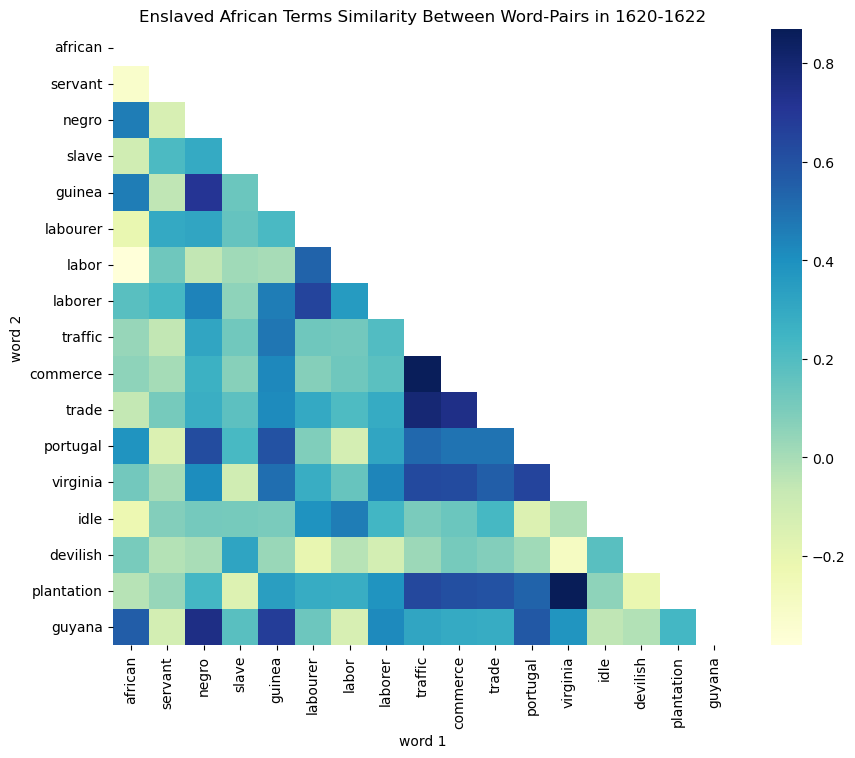 Enslaved African Terms Similarity Between Word-Pairs in 1620-1622
african
servant
negro
slave
guinea
labourer
labor
laborer
traffic
commerce
trade
portugal
virginia
idle
devilish
plantation
guyana
word 2
african
servant
negro
slave
guinea
labourer
labor
laborer
traffic
commerce
trade
portugal
virginia
idle
devilish
plantation
guyana
word 1
0.8
0.6
0.4
0.2
0.0
−0.2